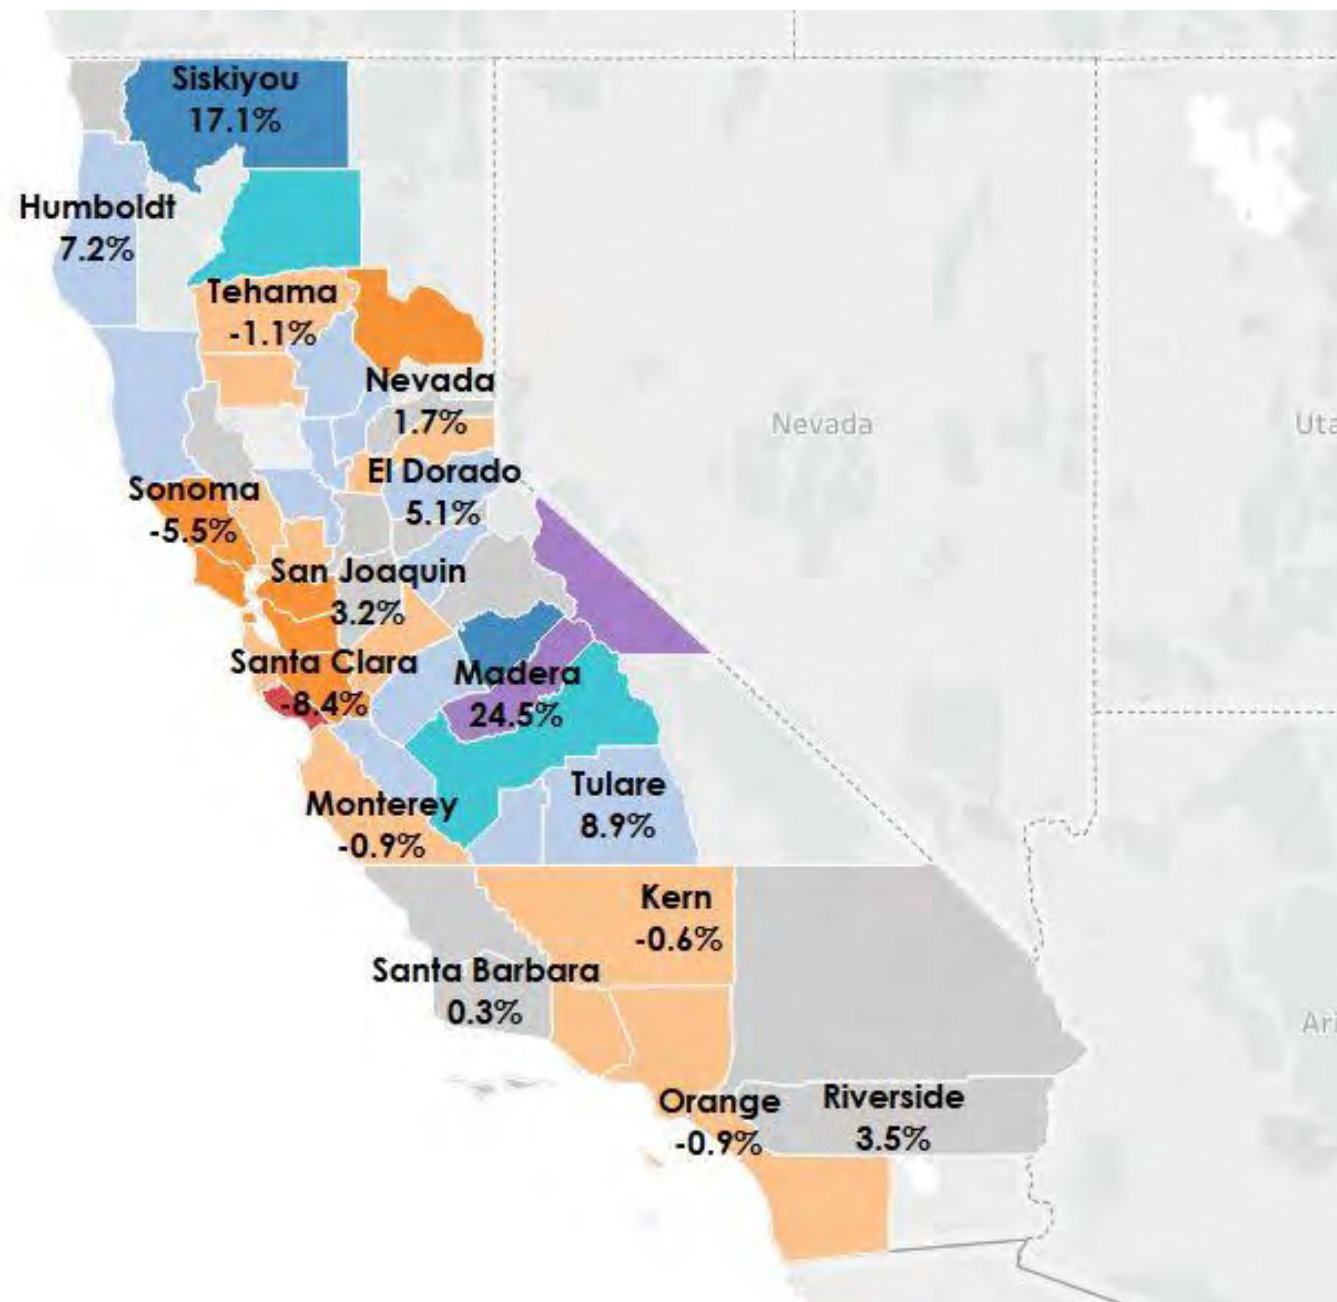 Siskiyou
17.1%
Humboldt
7.2%
Tehama
-1.1%
Nevada
1.7%
Nevada
Uta
El Dorado
5.1%
Sonoma
-5.5%
San Joaquin
3.2%
Santa Clara
-8.4%
Madera
24.5%
Tulare
8.9%
Monterey
-0.9%
Kern
-0.6%
Santa Barbara
0.3%
Ari
Orange
-0.9%
Riverside
3.5%